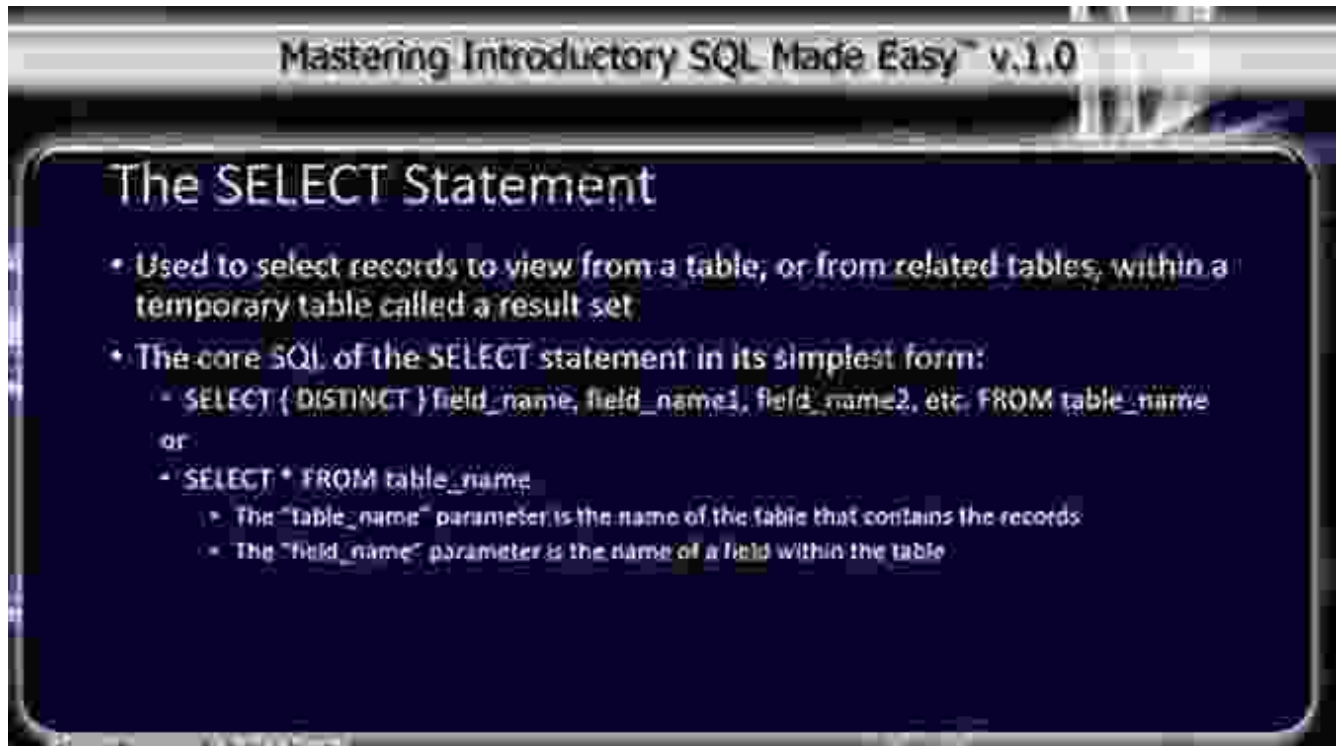 Mastering Introductory SQL Made Easy™ v.1.0
The SELECT Statement
• Used to select records to view from a table, or from related tables, within a
temporary table called a result set
• The core SQL of the SELECT statement in its simplest form:
• SELECT { DISTINCT } field_name, field_name1, field_name2, etc. FROM table_name
or
• SELECT * FROM table_name
• The "table_name" parameter is the name of the table that contains the records
• The "field_name" parameter is the name of a field within the table